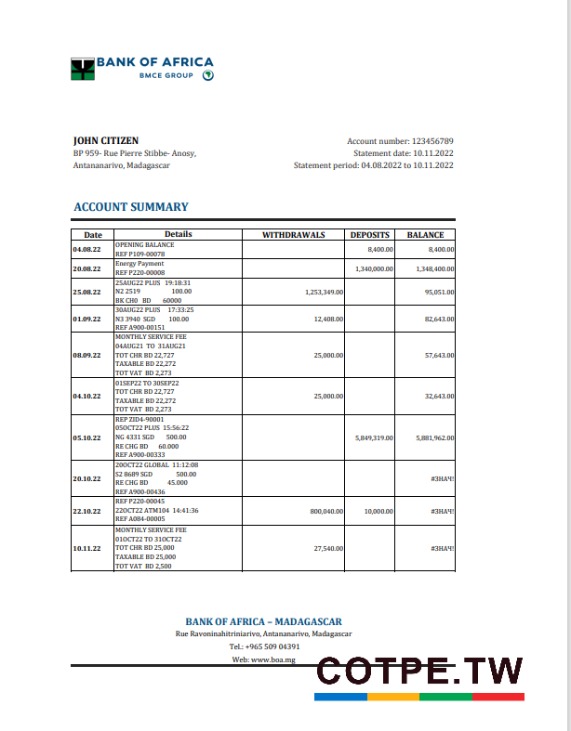 BANK OF AFRICA
BMCE GROUP
JOHN CITIZEN
BP 959- Rue Pierre Stibbe- Anosy,
Antananarivo, Madagascar
Account number: 123456789
Statement date: 10.11.2022
Statement period: 04.08.2022 to 10.11.2022
ACCOUNT SUMMARY
Date Details WITHDRAWALS DEPOSITS BALANCE
04.08.22 OPENING BALANCE 8,400.00 8,400.00
REF P109-00078
20.08.22 Energy Payment 1,340,000.00 1,348,400.00
REF P220-00008
25AUG22 PLUS 19:18:31
25.08.22 N2 2519 100.00 1,253,349.00 95,051.00
BK CH0 BD 60000
30AUG22 PLUS 17:33:25
01.09.22 N3 3940 SGD 100.00 12,408.00 82,643.00
REF A900-00151
MONTHLY SERVICE FEE
04AUG21 TO 31AUG21
08.09.22 TOT CHR BD 22,727 25,000.00 57,643.00
TAXABLE BD 22,272
TOT VAT BD 2,273
01SEP22 TO 30SEP22
04.10.22 TOT CHR BD 22,727 25,000.00 32,643.00
TAXABLE BD 22,272
TOT VAT BD 2,273
REP ZID4-90001
05OCT22 PLUS 15:56:22
05.10.22 NG 4331 SGD 500.00 5,849,319.00 5,881,962.00
RE CHG BD 60.000
REF A900-00333
20OCT22 GLOBAL 11:12:08
20.10.22 S2 8689 SGD 500.00 #ЗНАЧ!
RE CHG BD 45.000
REF A900-00436
REF P220-00045
22.10.22 22OCT22 ATM104 14:41:36 800,040.00 10,000.00 #ЗНАЧ!
REF A084-00005
MONTHLY SERVICE FEE
01OCT22 TO 31OCT22
10.11.22 TOT CHR BD 25,000 27,540.00 #ЗНАЧ!
TAXABLE BD 25,000
TOT VAT BD 2,500
BANK OF AFRICA – MADAGASCAR
Rue Ravoninahitriniarivo, Antananarivo, Madagascar
Tel.: +965 509 04391
Web: www.boa.mg
COTPE.TW